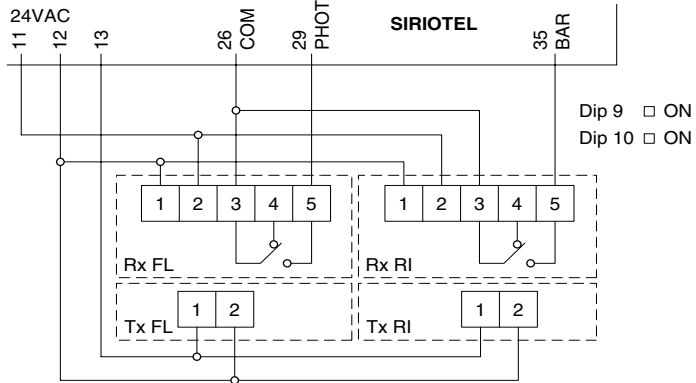 24VAC
SIRIOTEL
11 12 13 26 COM 29 PHOT 35 BAR
Dip 9 □ ON
Dip 10 □ ON
1 2 3 4 5
1 2 3 4 5
Rx FL
Rx RI
1 2
1 2
Tx FL
Tx RI